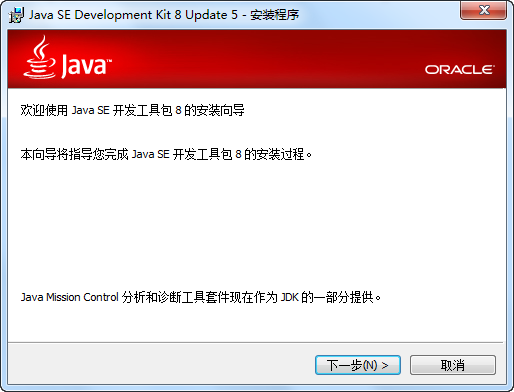 Java SE Development Kit 8 Update 5 - 安装程序
Java™
ORACLE®
欢迎使用 Java SE 开发工具包 8 的安装向导
本向导将指导您完成 Java SE 开发工具包 8 的安装过程。
Java Mission Control 分析和诊断工具套件现在作为 JDK 的一部分提供。
下一步(N) >
取消